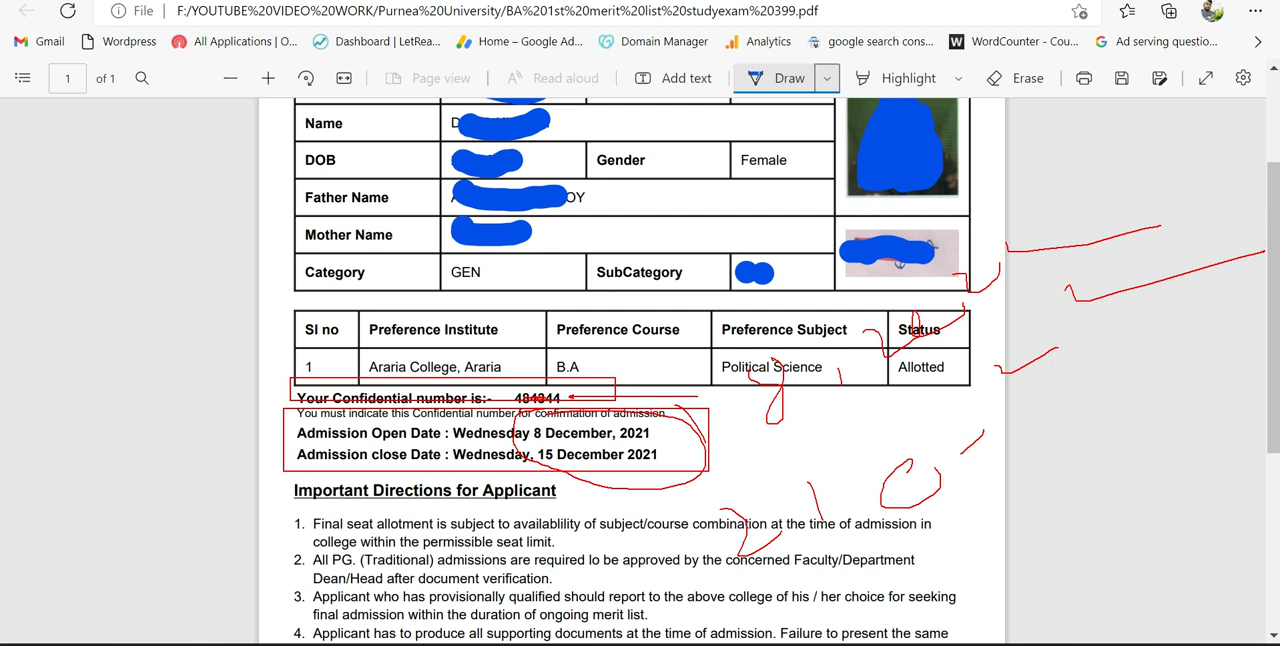 File F:/YOUTUBE%20VIDEO%20WORK/Purnea%20University/BA%201st%20merit%20list%20studyexam%20399.pdf
Gmail Wordpress All Applications | O... Dashboard | LetRea... Home – Google Ad... Domain Manager Analytics google search cons... WordCounter - Cou... Ad serving questio...
1 of 1 Page view Read aloud Add text Draw Highlight Erase
Name D
DOB Gender Female
Father Name OY
Mother Name
Category GEN SubCategory
Sl no Preference Institute Preference Course Preference Subject Status
1 Araria College, Araria B.A Political Science Allotted
Your Confidential number is:-
You must indicate this Confidential number for confirmation of admission.
Admission Open Date : Wednesday 8 December, 2021
Admission close Date : Wednesday, 15 December 2021
Important Directions for Applicant
1. Final seat allotment is subject to availablility of subject/course combination at the time of admission in
college within the permissible seat limit.
2. All PG. (Traditional) admissions are required lo be approved by the concerned Faculty/Department
Dean/Head after document verification.
3. Applicant who has provisionally qualified should report to the above college of his / her choice for seeking
final admission within the duration of ongoing merit list.
4. Applicant has to produce all supporting documents at the time of admission. Failure to present the same